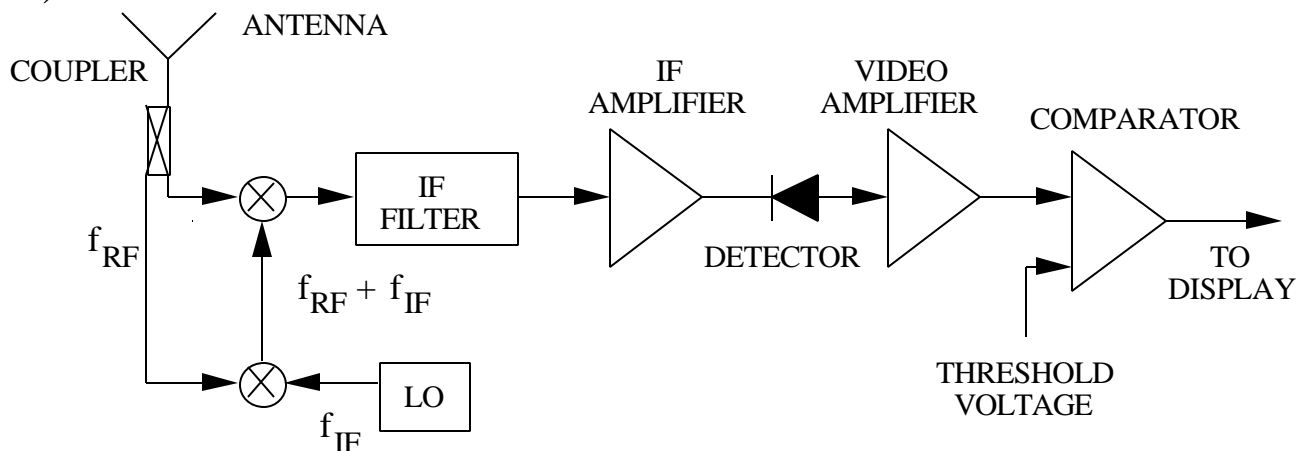 ANTENNA
COUPLER
IF
AMPLIFIER
VIDEO
AMPLIFIER
COMPARATOR
IF
FILTER
DETECTOR
f_RF
f_RF + f_IF
TO
DISPLAY
LO
f_IF
THRESHOLD
VOLTAGE